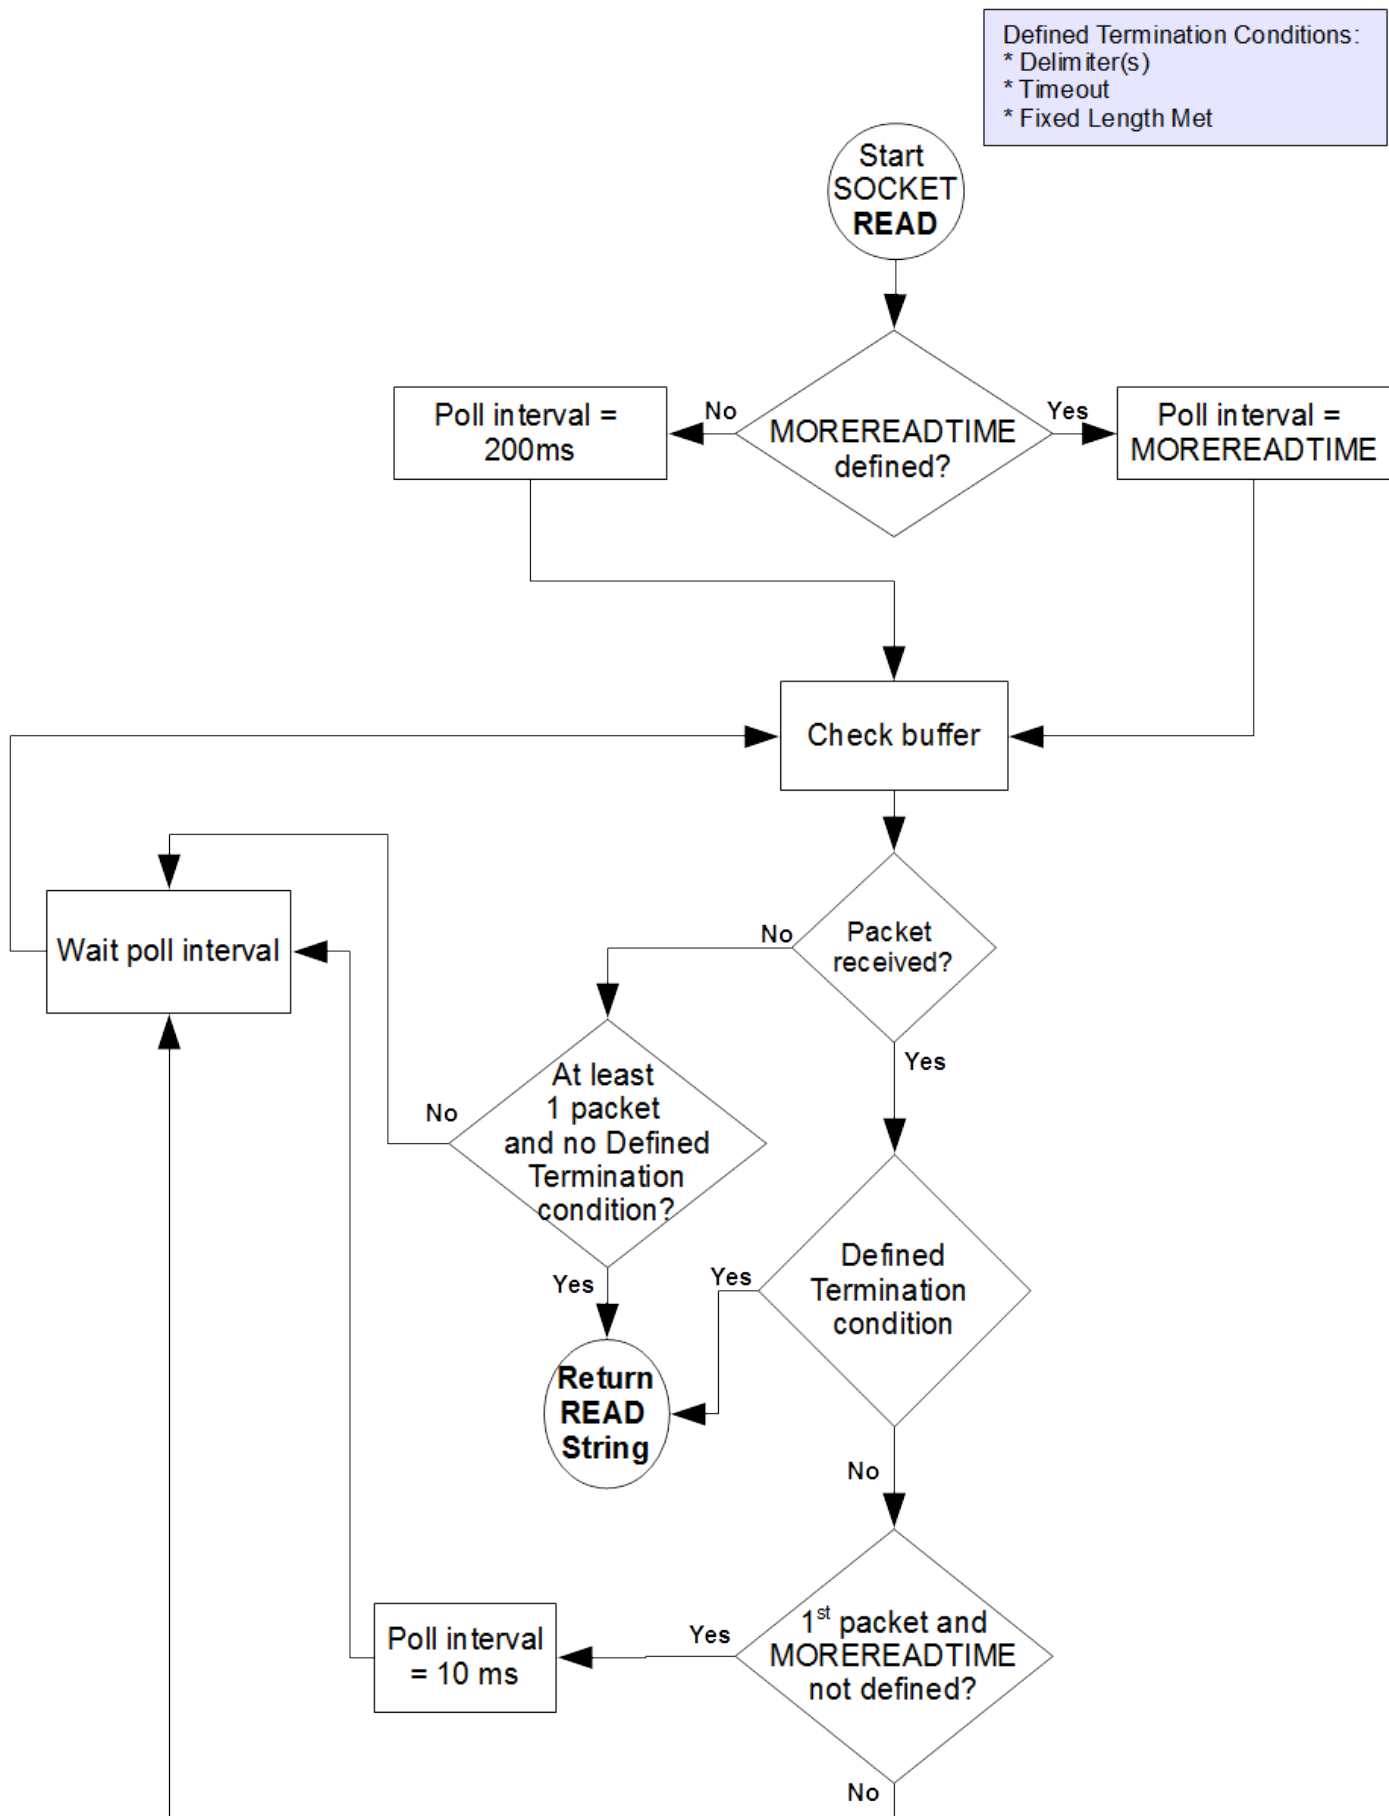 Defined Termination Conditions:
* Delimiter(s)
* Timeout
* Fixed Length Met
Start
SOCKET
READ
No
Yes
Poll interval =
200ms
MOREREADTIME
defined?
Poll interval =
MOREREADTIME
Check buffer
Wait poll interval
No
Packet
received?
Yes
At least
1 packet
and no Defined
Termination
condition?
No
Yes
Yes
Defined
Termination
condition
Return
READ
String
No
Poll interval
= 10 ms
Yes
1st packet and
MOREREADTIME
not defined?
No